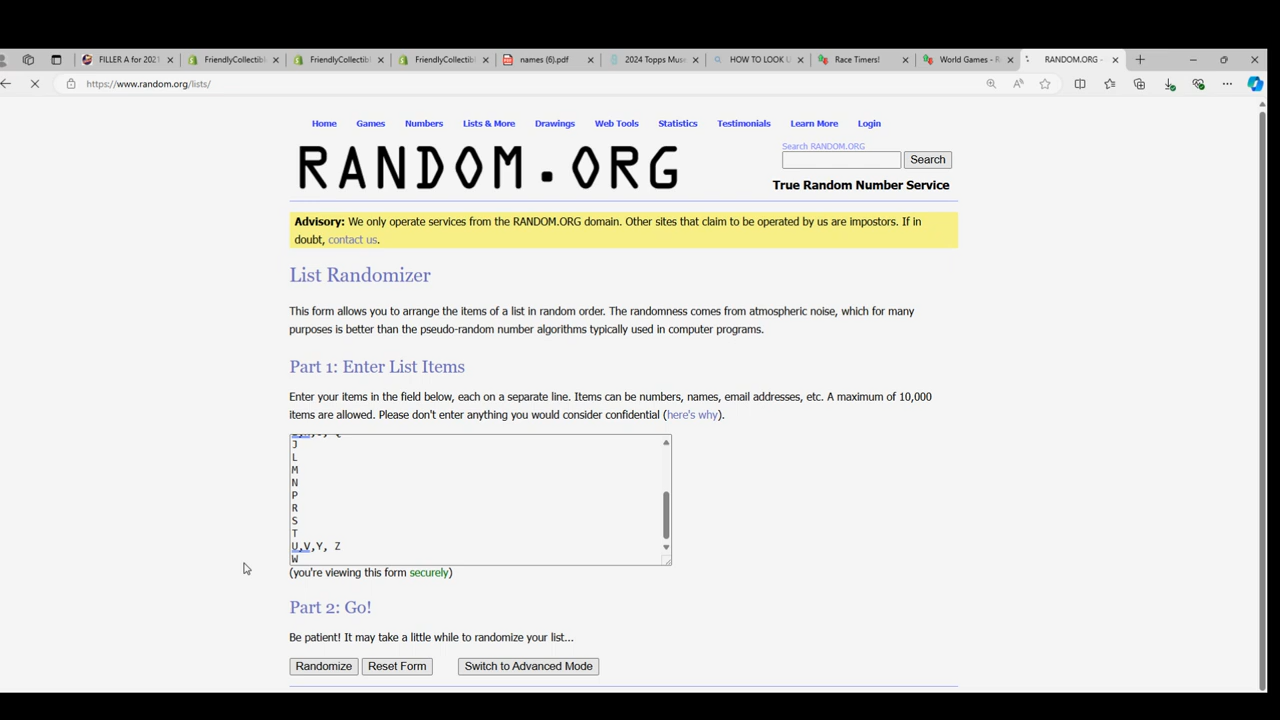 FILLER A for 2021
FriendlyCollectibl
FriendlyCollectibl
FriendlyCollectibl
names (6).pdf
2024 Topps Muse
HOW TO LOOK U
Race Timers!
World Games - R
RANDOM.ORG -
https://www.random.org/lists/
Home Games Numbers Lists & More Drawings Web Tools Statistics Testimonials Learn More Login
RANDOM.ORG
Search RANDOM.ORG
Search
True Random Number Service
Advisory: We only operate services from the RANDOM.ORG domain. Other sites that claim to be operated by us are impostors. If in
doubt, contact us.
List Randomizer
This form allows you to arrange the items of a list in random order. The randomness comes from atmospheric noise, which for many
purposes is better than the pseudo-random number algorithms typically used in computer programs.
Part 1: Enter List Items
Enter your items in the field below, each on a separate line. Items can be numbers, names, email addresses, etc. A maximum of 10,000
items are allowed. Please don't enter anything you would consider confidential (here's why).
J
L
M
N
P
R
S
T
U,V,Y, Z
W
(you're viewing this form securely)
Part 2: Go!
Be patient! It may take a little while to randomize your list...
Randomize Reset Form Switch to Advanced Mode